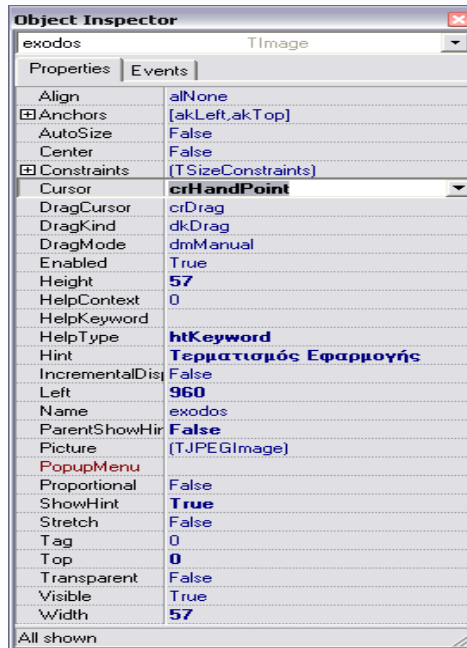 Object Inspector
exodos TImage
Properties Events
Align alNone
Anchors [akLeft,akTop]
AutoSize False
Center False
Constraints (TSizeConstraints)
Cursor crHandPoint
DragCursor crDrag
DragKind dkDrag
DragMode dmManual
Enabled True
Height 57
HelpContext 0
HelpKeyword
HelpType htKeyword
Hint Τερματισμός Εφαρμογής
IncrementalDisp False
Left 960
Name exodos
ParentShowHin False
Picture (TJPEGImage)
PopupMenu
Proportional False
ShowHint True
Stretch False
Tag 0
Top 0
Transparent False
Visible True
Width 57
All shown